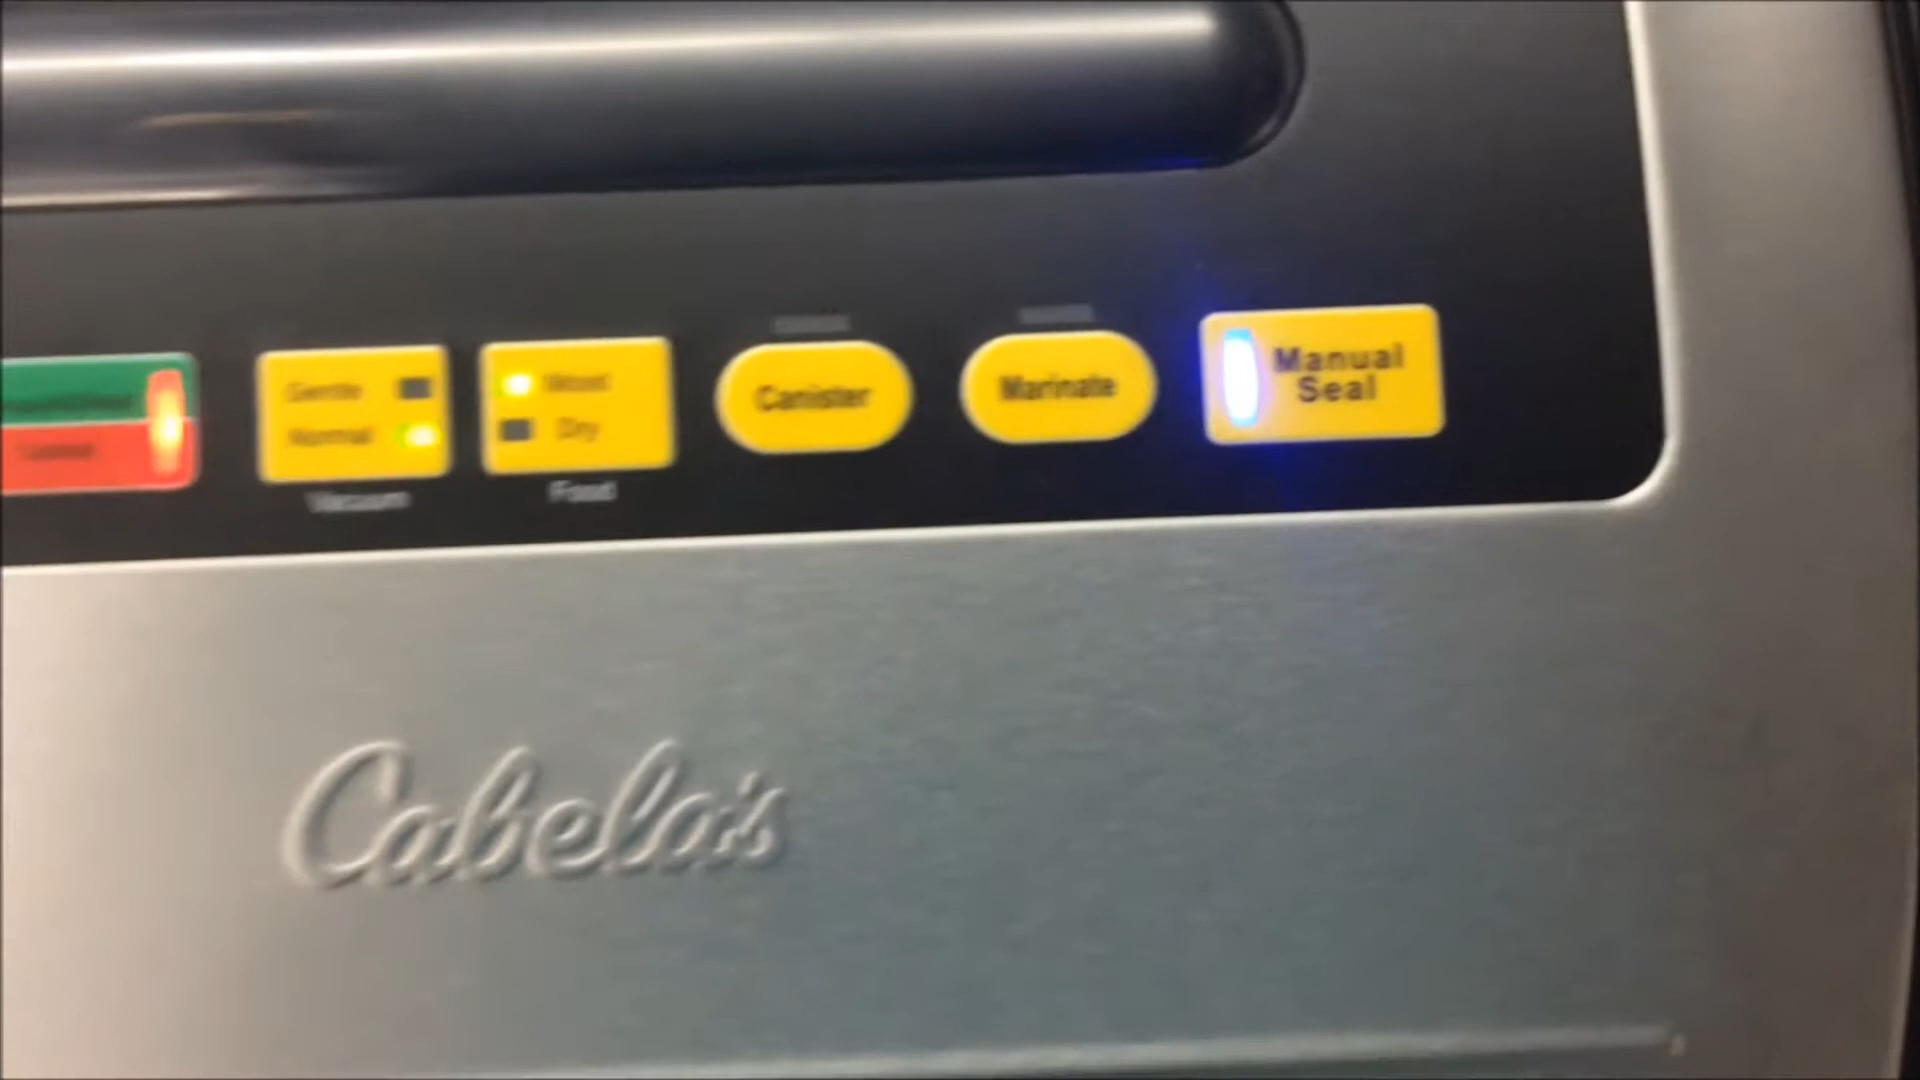 Gentle
Normal
Vacuum
Moist
Dry
Food
Canister
Marinate
Manual
Seal
Cabela's